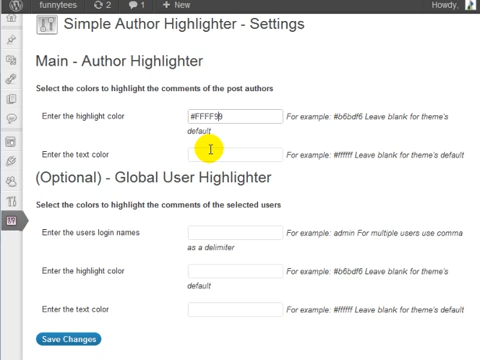 funnytees 2 1 + New Howdy,
Simple Author Highlighter - Settings
Main - Author Highlighter
Select the colors to highlight the comments of the post authors
Enter the highlight color #FFFF99 For example: #b6bdf6 Leave blank for theme's
default
Enter the text color For example: #ffffff Leave blank for theme's default
(Optional) - Global User Highlighter
Select the colors to highlight the comments of the selected users
Enter the users login names For example: admin For multiple users use comma
as a delimiter
Enter the highlight color For example: #b6bdf6 Leave blank for theme's
default
Enter the text color For example: #ffffff Leave blank for theme's default
Save Changes